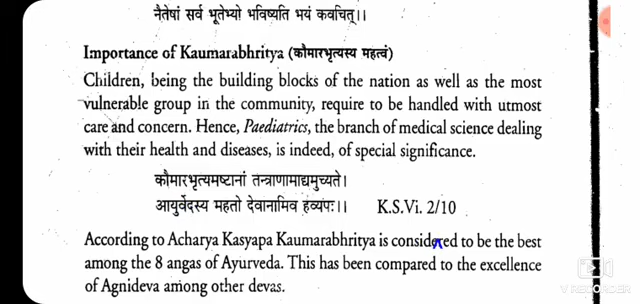 नैतेषां सर्व भूतेभ्यो भविष्यति भयं कवचित्।।
Importance of Kaumarabhritya (कौमारभृत्यस्य महत्वं)
Children, being the building blocks of the nation as well as the most
vulnerable group in the community, require to be handled with utmost
care and concern. Hence, Paediatrics, the branch of medical science dealing
with their health and diseases, is indeed, of special significance.
कौमारभृत्यमष्टानां तन्त्राणामाद्यमुच्यते।
आयुर्वेदस्य महतो देवानामिव हव्यपः।। K.S.Vi. 2/10
According to Acharya Kasyapa Kaumarabhritya is considered to be the best
among the 8 angas of Ayurveda. This has been compared to the excellence
of Agnideva among other devas.
V RECORDER